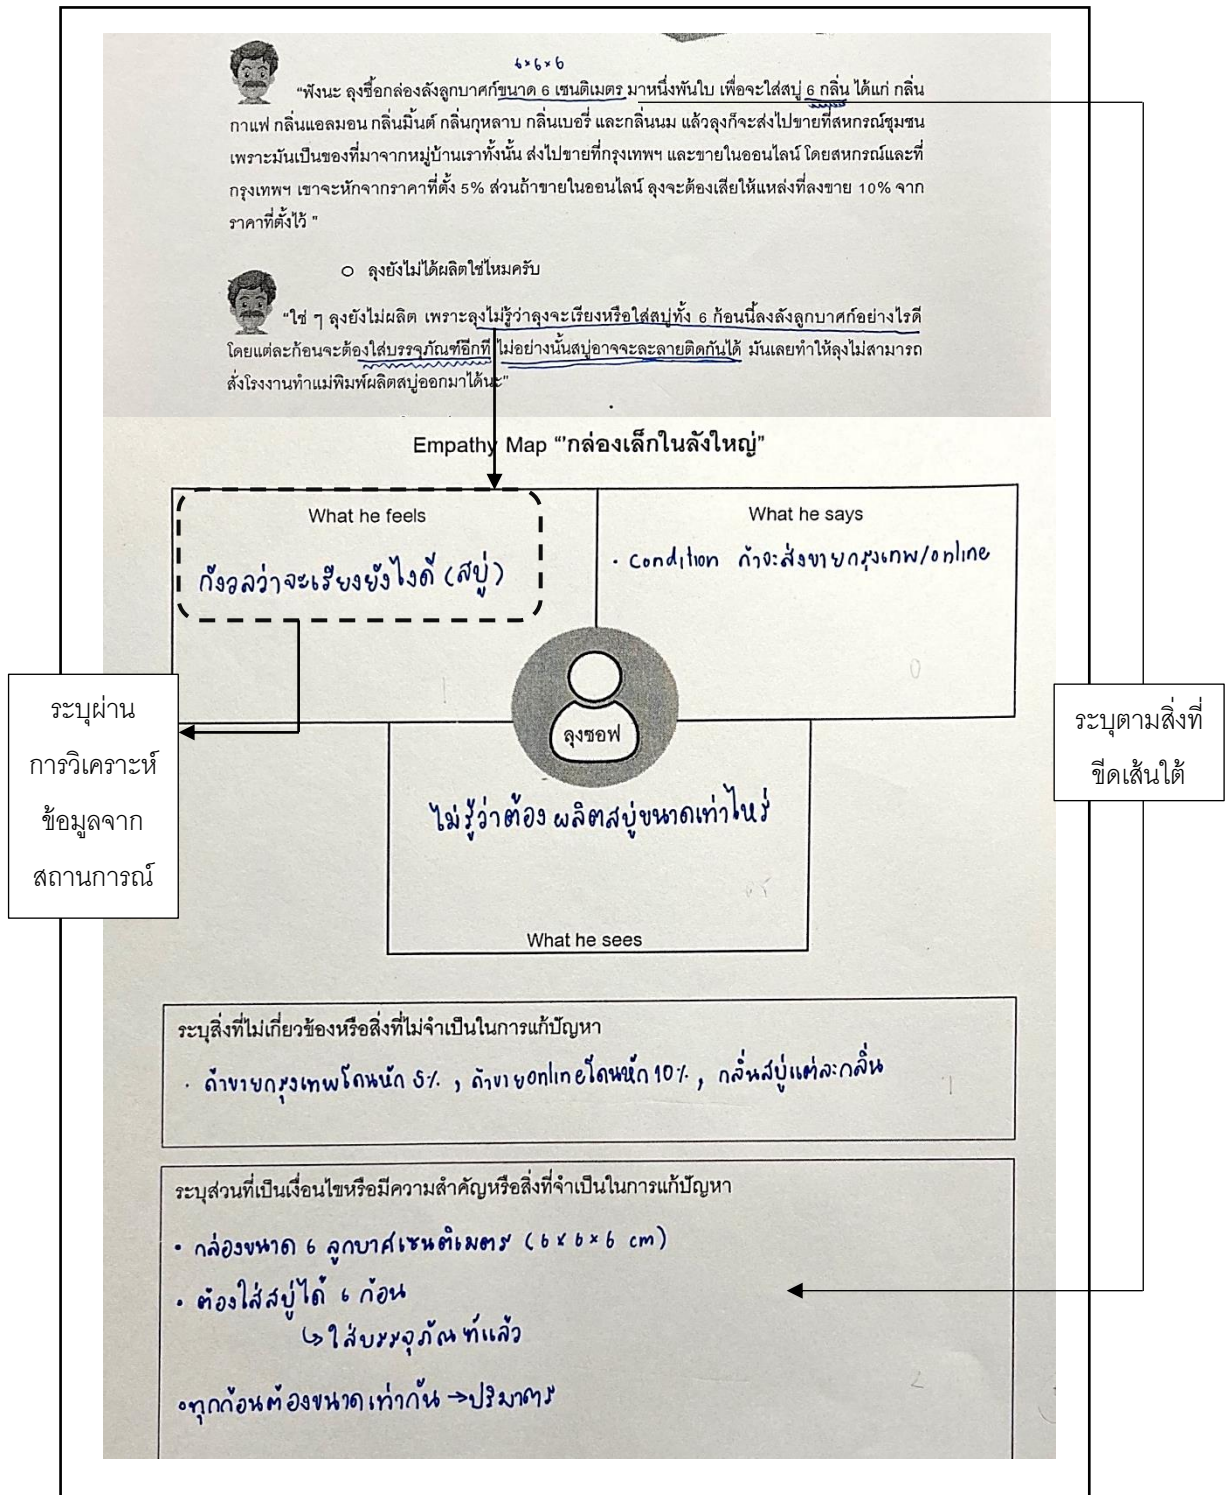 6×6×6
"ฟังนะ ลุงซื้อกล่องลังลูกบาศก์ขนาด 6 เซนติเมตร มาหนึ่งพันใบ เพื่อจะใส่สบู่ 6 กลิ่น ได้แก่ กลิ่น
กาแฟ กลิ่นแอลมอน กลิ่นมิ้นต์ กลิ่นกุหลาบ กลิ่นเบอรี่ และกลิ่นนม แล้วลุงก็จะส่งไปขายที่สหกรณ์ชุมชน
เพราะมันเป็นของที่มาจากหมู่บ้านเราทั้งนั้น ส่งไปขายที่กรุงเทพฯ และขายในออนไลน์ โดยสหกรณ์และที่
กรุงเทพฯ เขาจะหักจากราคาที่ตั้ง 5% ส่วนถ้าขายในออนไลน์ ลุงจะต้องเสียให้แหล่งที่ลงขาย 10% จาก
ราคาที่ตั้งไว้ "
ลุงยังไม่ได้ผลิตใช่ไหมครับ
"ใช่ ๆ ลุงยังไม่ผลิต เพราะลุงไม่รู้ว่าลุงจะเรียงหรือใส่สบู่ทั้ง 6 ก้อนนี้ลงลังลูกบาศก์อย่างไรดี
โดยแต่ละก้อนจะต้องใส่บรรจุภัณฑ์อีกที ไม่อย่างนั้นสบู่อาจจะละลายติดกันได้ มันเลยทำให้ลุงไม่สามารถ
สั่งโรงงานทำแม่พิมพ์ผลิตสบู่ออกมาได้นะ"
Empathy Map "'กล่องเล็กในลังใหญ่"
What he feels
กังวลว่าจะเรียงยังไงดี (สบู่)
What he says
· Condition ถ้าจะส่งขายกรุงเทพ/online
0
1
ระบุผ่าน
การวิเคราะห์
ข้อมูลจาก
สถานการณ์
ระบุตามสิ่งที่
ขีดเส้นใต้
ลุงซอฟ
ไม่รู้ว่าต้องผลิตสบู่ขนาดเท่าไหร่
What he sees
ระบุสิ่งที่ไม่เกี่ยวข้องหรือสิ่งที่ไม่จำเป็นในการแก้ปัญหา
· ถ้าขายกรุงเทพโดนหัก 5% , ถ้าขายonlineโดนหัก 10% , กลิ่นสบู่แต่ละกลิ่น
1
ระบุส่วนที่เป็นเงื่อนไขหรือมีความสำคัญหรือสิ่งที่จำเป็นในการแก้ปัญหา
• กล่องขนาด 6 ลูกบาศเซนติเมตร (6×6×6 cm)
• ต้องใส่สบู่ได้ 6 ก้อน
↳ใส่บรรจุภัณฑ์แล้ว
2
•ทุกก้อนต้องขนาดเท่ากัน →ปริมาตร